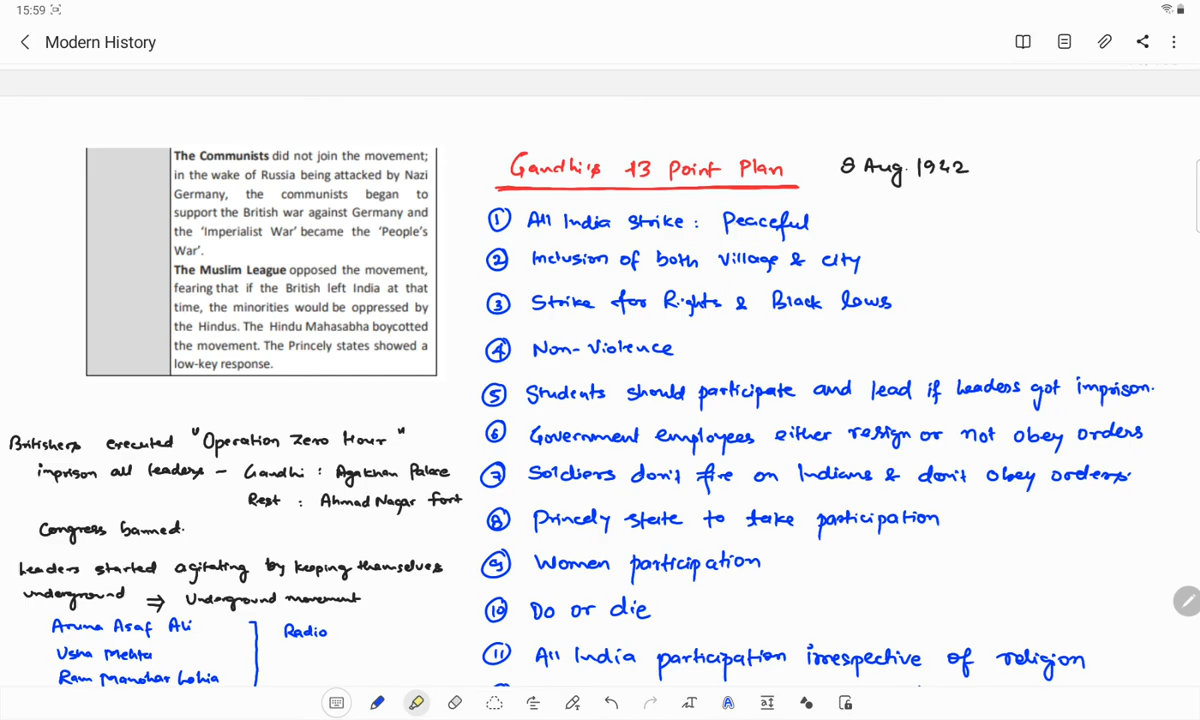 15:59
Modern History
The Communists did not join the movement;
in the wake of Russia being attacked by Nazi
Germany, the communists began to
support the British war against Germany and
the 'Imperialist War' became the 'People's
War'.
The Muslim League opposed the movement,
fearing that if the British left India at that
time, the minorities would be oppressed by
the Hindus. The Hindu Mahasabha boycotted
the movement. The Princely states showed a
low-key response.
Britishers executed "Operation Zero Hour"
imprison all leaders - Gandhi : Agakhan Palace
Rest : Ahmad Nagar fort
Congress banned.
Leaders started agitating by keeping themselves
underground ⇒ Underground movement
Aruna Asaf Ali
Usha Mehta
Ram Manohar Lohia
Radio
Gandhi's 13 Point Plan 8 Aug. 1942
① All India Strike : Peaceful
② Inclusion of both village & city
③ Strike for Rights & Black laws
④ Non-Violence
⑤ Students should participate and lead if leaders got imprison.
⑥ Government employees either resign or not obey orders
⑦ Soldiers don't fire on Indians & don't obey orders.
⑧ Princely state to take participation
⑨ Women participation
⑩ Do or die
⑪ All India participation irrespective of religion